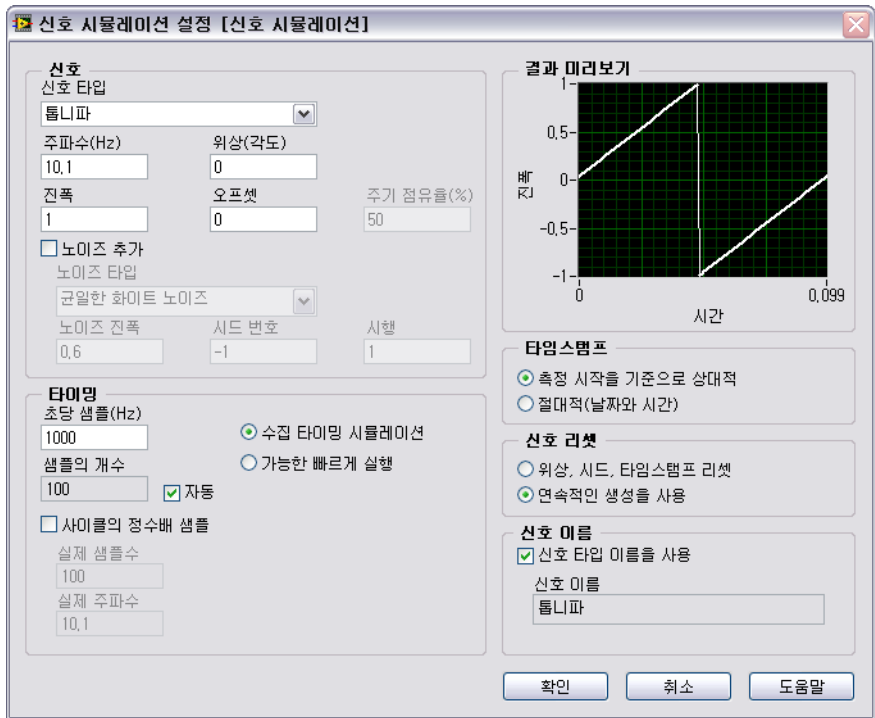 신호 시뮬레이션 설정 [신호 시뮬레이션]
신호
신호 타입
톱니파
주파수(Hz) 위상(각도)
10,1 0
진폭 오프셋 주기 점유율(%)
1 0 50
노이즈 추가
노이즈 타입
균일한 화이트 노이즈
노이즈 진폭 시드 번호 시행
0,6 -1 1
타이밍
초당 샘플(Hz)
1000
수집 타이밍 시뮬레이션
샘플의 개수
가능한 빠르게 실행
100 자동
사이클의 정수배 샘플
실제 샘플수
100
실제 주파수
10,1
결과 미리보기
1
0,5
0
-0,5
-1
진폭
0 0,099
시간
타임스탬프
측정 시작을 기준으로 상대적
절대적(날짜와 시간)
신호 리셋
위상, 시드, 타임스탬프 리셋
연속적인 생성을 사용
신호 이름
신호 타입 이름을 사용
신호 이름
톱니파
확인 취소 도움말